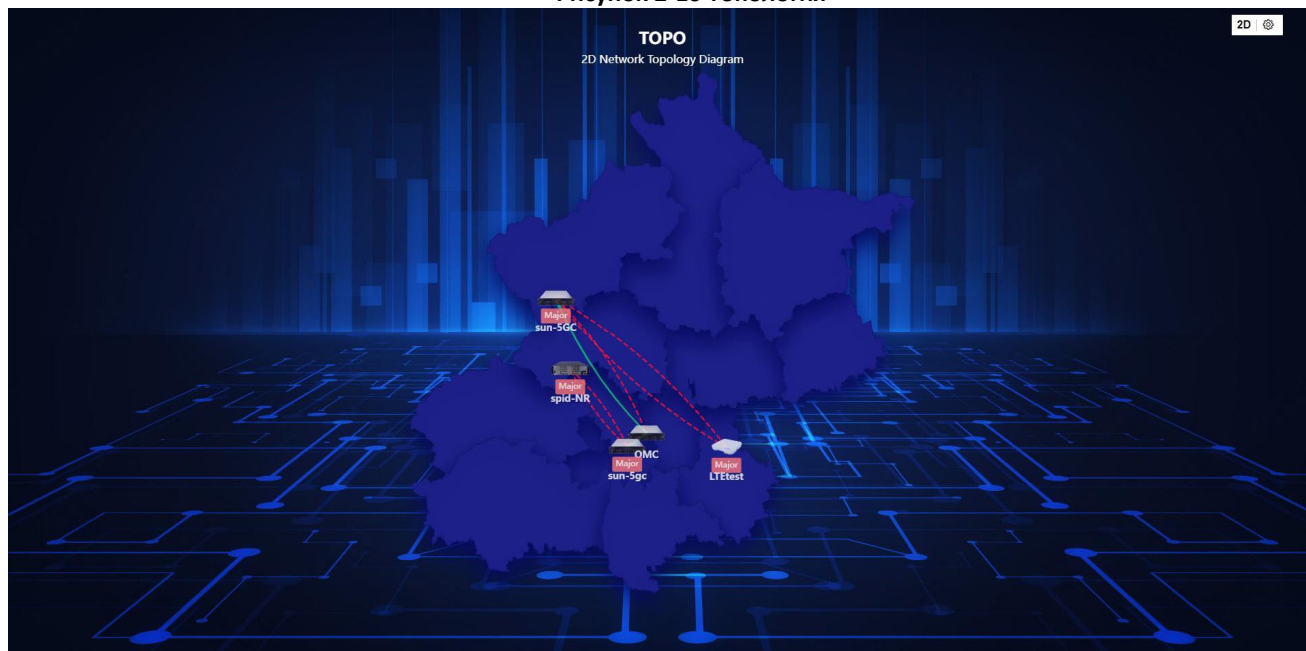 2D
TOPO
2D Network Topology Diagram
Major
sun-5GC
Major
spid-NR
OMC
Major
sun-5gc
Major
LTEtest